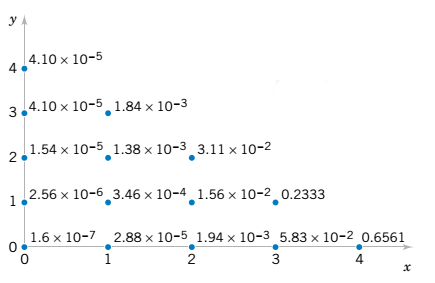 y
4 4.10 × 10−5
3 4.10 × 10−5 1.84 × 10−3
2 1.54 × 10−5 1.38 × 10−3 3.11 × 10−2
1 2.56 × 10−6 3.46 × 10−4 1.56 × 10−2 0.2333
0 1.6 × 10−7 2.88 × 10−5 1.94 × 10−3 5.83 × 10−2 0.6561
0 1 2 3 4
x